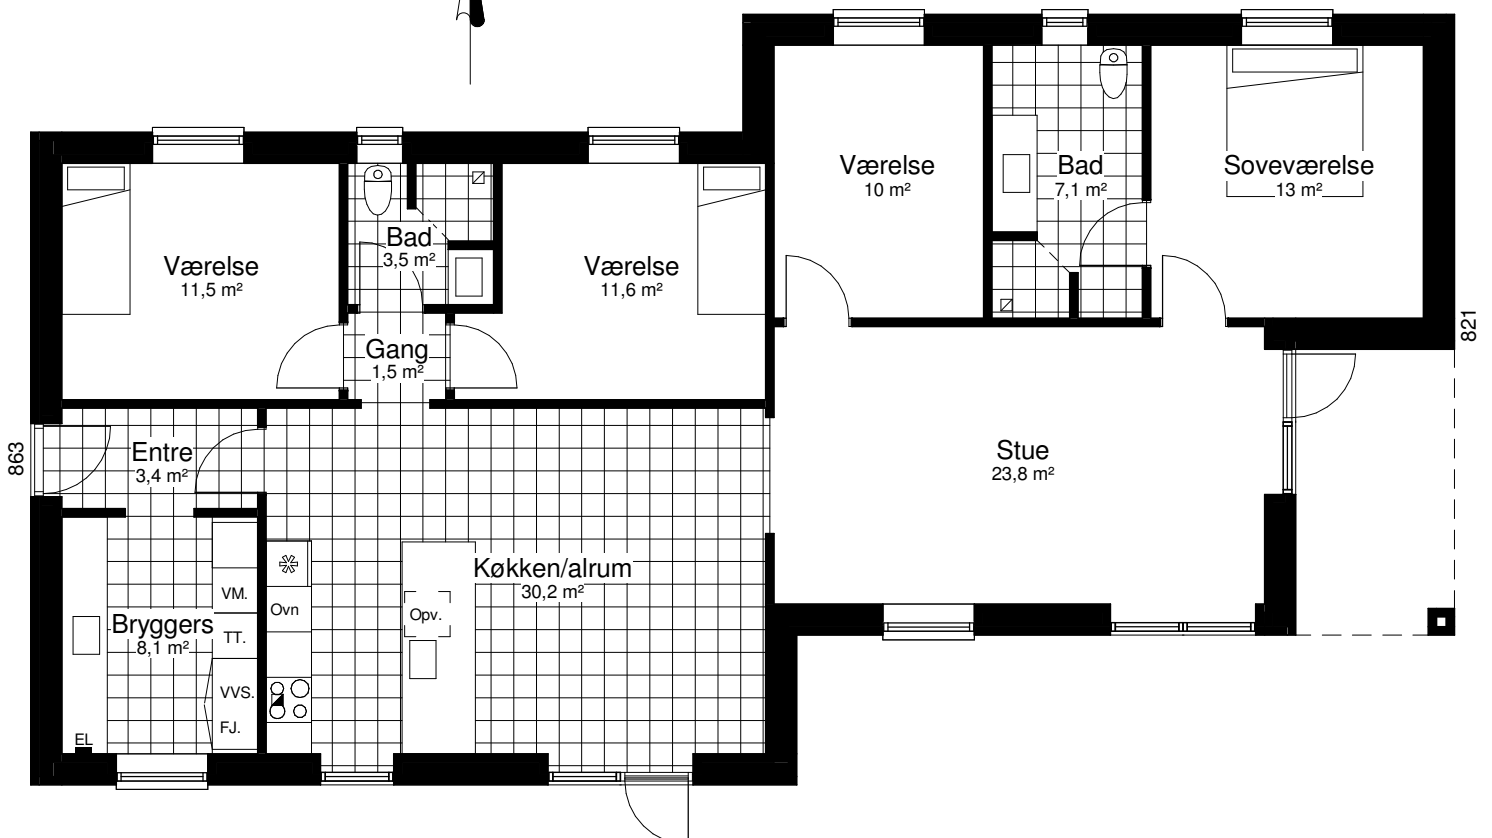 Værelse
10 m²
Bad
7,1 m²
Soveværelse
13 m²
Værelse
11,5 m²
Bad
3,5 m²
Værelse
11,6 m²
Gang
1,5 m²
821
863
Entre
3,4 m²
Stue
23,8 m²
Køkken/alrum
30,2 m²
Ovn
Opv.
Bryggers
8,1 m²
VM.
TT.
VVS.
FJ.
EL